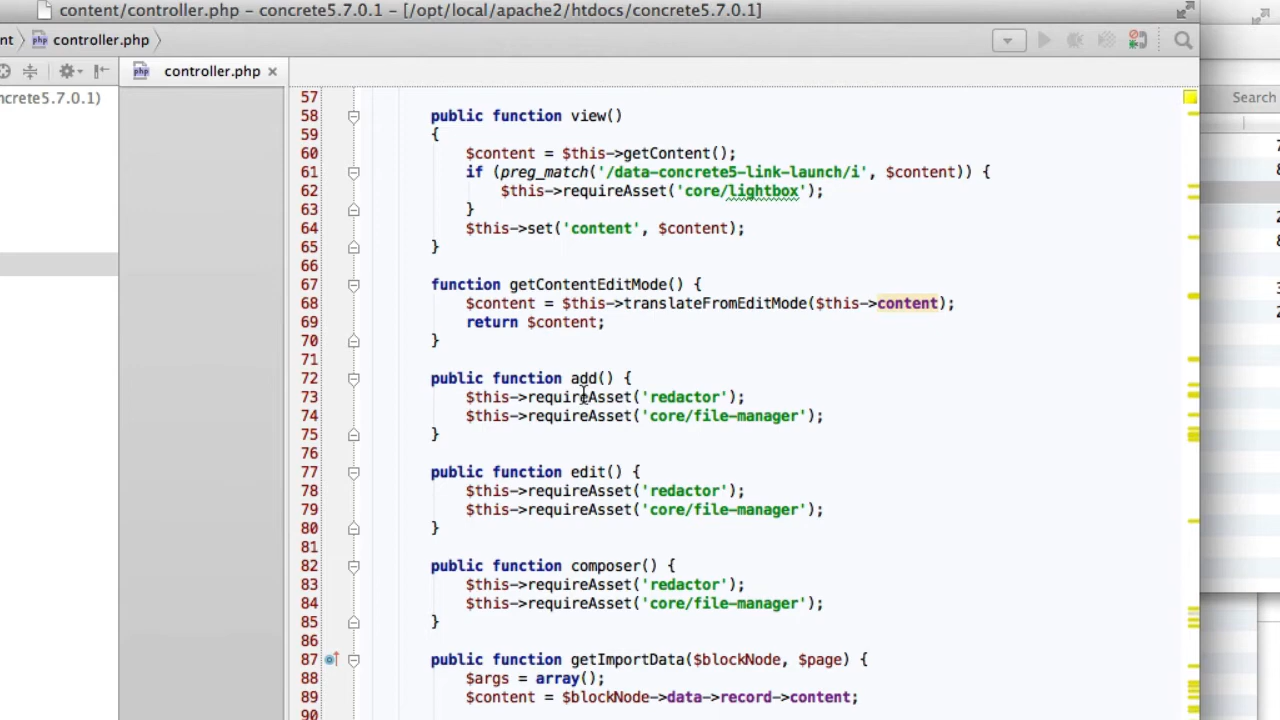 content/controller.php – concrete5.7.0.1 – [/opt/local/apache2/htdocs/concrete5.7.0.1]
nt php controller.php
ncrete5.7.0.1)
php controller.php ×
Search
57
58 public function view()
59 {
60 $content = $this->getContent();
61 if (preg_match('/data-concrete5-link-launch/i', $content)) {
62 $this->requireAsset('core/lightbox');
63 }
64 $this->set('content', $content);
65 }
66
67 function getContentEditMode() {
68 $content = $this->translateFromEditMode($this->content);
69 return $content;
70 }
71
72 public function add() {
73 $this->requireAsset('redactor');
74 $this->requireAsset('core/file-manager');
75 }
76
77 public function edit() {
78 $this->requireAsset('redactor');
79 $this->requireAsset('core/file-manager');
80 }
81
82 public function composer() {
83 $this->requireAsset('redactor');
84 $this->requireAsset('core/file-manager');
85 }
86
87 public function getImportData($blockNode, $page) {
88 $args = array();
89 $content = $blockNode->data->record->content;
90